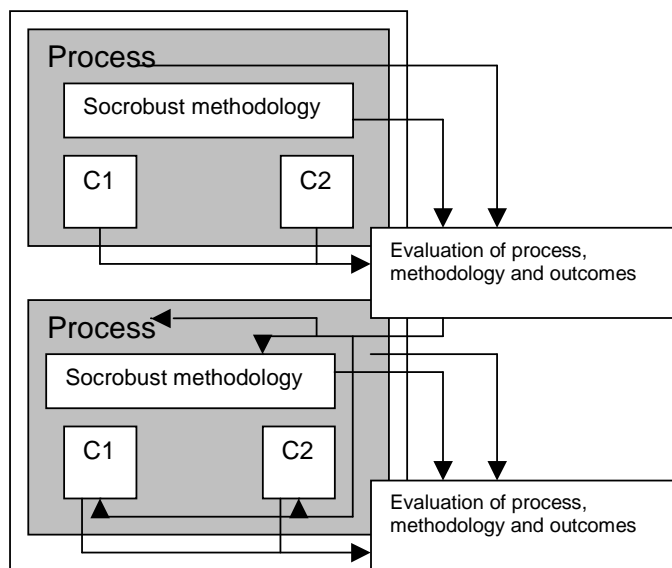 Process
Socrobust methodology
C1
C2
Evaluation of process,
methodology and outcomes
Process
Socrobust methodology
C1
C2
Evaluation of process,
methodology and outcomes